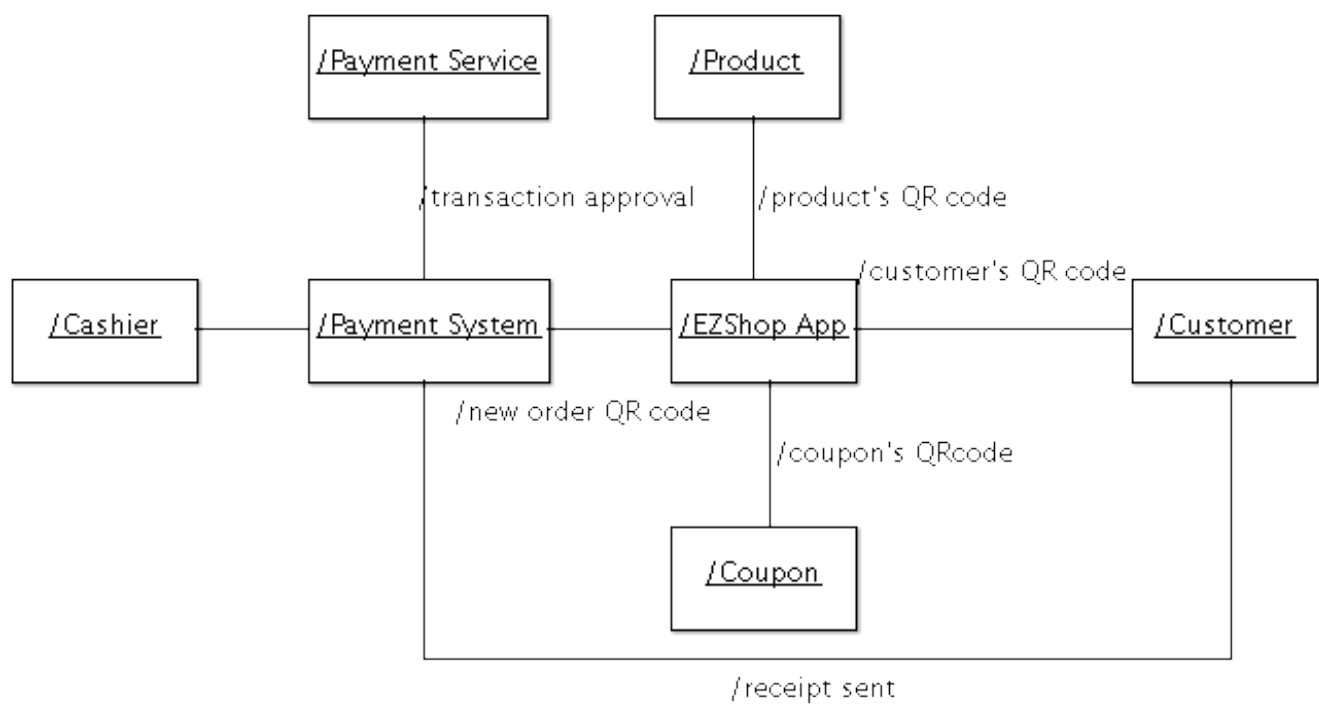 /Payment Service
/Product
/transaction approval
/product's QR code
/customer's QR code
/Cashier
/Payment System
/EZShop App
/Customer
/new order QR code
/coupon's QRcode
/Coupon
/receipt sent